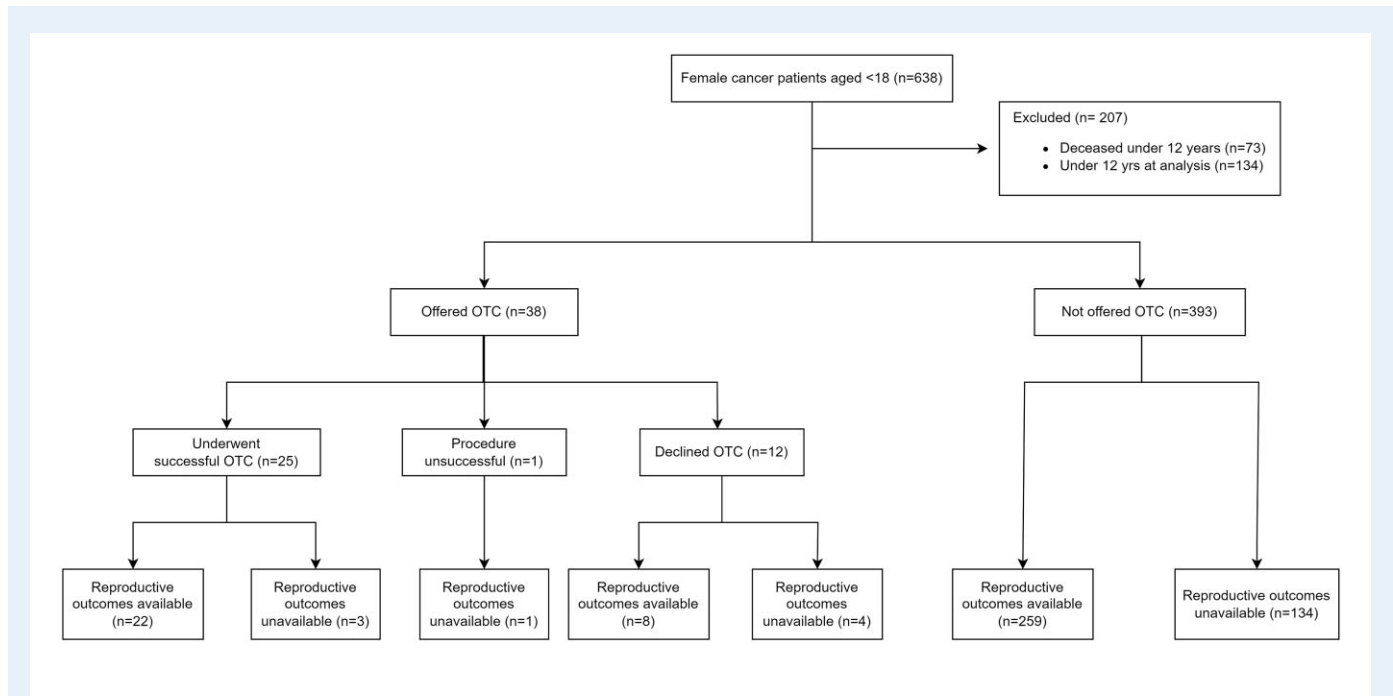 Female cancer patients aged <18 (n=638)
Excluded (n= 207)
• Deceased under 12 years (n=73)
• Under 12 yrs at analysis (n=134)
Offered OTC (n=38)
Not offered OTC (n=393)
Underwent
successful OTC (n=25)
Procedure
unsuccessful (n=1)
Declined OTC (n=12)
Reproductive
outcomes available
(n=22)
Reproductive
outcomes
unavailable (n=3)
Reproductive
outcomes
unavailable (n=1)
Reproductive
outcomes available
(n=8)
Reproductive
outcomes
unavailable (n=4)
Reproductive
outcomes available
(n=259)
Reproductive outcomes
unavailable (n=134)